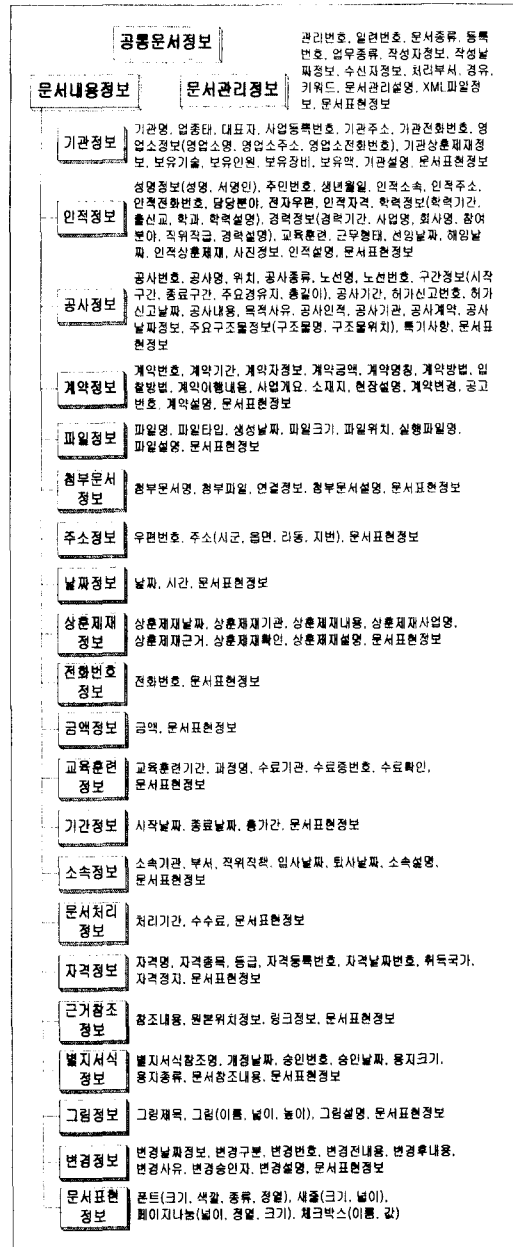 공통문서정보
관리번호, 일련번호, 문서종류, 등록
번호, 업무종류, 작성자정보, 작성날
짜정보, 수신자정보, 처리부서, 경유,
키워드, 문서관리설명, XML파일정
보, 문서표현정보
문서내용정보
문서관리정보
기관정보
기관명, 업종태, 대표자, 사업등록번호, 기관주소, 기관전화번호, 영
업소정보(영업소명, 영업소주소, 영업소전화번호), 기관상훈제재정
보, 보유기술, 보유인원, 보유장비, 보유액, 기관설명, 문서표현정보
인적정보
성명정보(성명, 서명인), 주민번호, 생년월일, 인적소속, 인적주소,
인적전화번호, 담당분야, 전자우편, 인적자격, 학력정보(학력기간,
출신교, 학과, 학력설명), 경력정보(경력기간, 사업명, 회사명, 참여
분야, 직위직급, 경력설명), 교육훈련, 근무형태, 선임날짜, 해임날
짜, 인적상훈제재, 사진정보, 인적설명, 문서표현정보
공사정보
공사번호, 공사명, 위치, 공사종류, 노선명, 노선번호, 구간정보(시작
구간, 종료구간, 주요경유지, 총길이), 공사기간, 허가신고번호, 허가
신고날짜, 공사내용, 목적사유, 공사인적, 공사기관, 공사계약, 공사
날짜정보, 주요구조물정보(구조물명, 구조물위치), 특기사항, 문서표
현정보
계약정보
계약번호, 계약기간, 계약자정보, 계약금액, 계약명칭, 계약방법, 입
찰방법, 계약이행내용, 사업개요, 소재지, 현장설명, 계약변경, 공고
번호, 계약설명, 문서표현정보
파일정보
파일명, 파일타입, 생성날짜, 파일크기, 파일위치, 실행파일명,
파일설명, 문서표현정보
첨부문서
정보
첨부문서명, 첨부파일, 연결정보, 첨부문서설명, 문서표현정보
주소정보
우편번호, 주소(시군, 읍면, 리동, 지번), 문서표현정보
날짜정보
날짜, 시간, 문서표현정보
상훈제재
정보
상훈제재날짜, 상훈제재기관, 상훈제재내용, 상훈제재사업명,
상훈제재근거, 상훈제재확인, 상훈제재설명, 문서표현정보
전화번호
정보
전화번호, 문서표현정보
금액정보
금액, 문서표현정보
교육훈련
정보
교육훈련기간, 과정명, 수료기관, 수료증번호, 수료확인,
문서표현정보
기간정보
시작날짜, 종료날짜, 총기간, 문서표현정보
소속정보
소속기관, 부서, 직위직책, 입사날짜, 퇴사날짜, 소속설명,
문서표현정보
문서처리
정보
처리기간, 수수료, 문서표현정보
자격정보
자격명, 자격종목, 등급, 자격등록번호, 자격날짜번호, 취득국가,
자격정지, 문서표현정보
근거참조
정보
참조내용, 원본위치정보, 링크정보, 문서표현정보
별지서식
정보
별지서식참조명, 개정날짜, 승인번호, 승인날짜, 용지크기,
용지종류, 문서참조내용, 문서표현정보
그림정보
그림제목, 그림(이름, 넓이, 높이), 그림설명, 문서표현정보
변경정보
변경날짜정보, 변경구분, 변경번호, 변경전내용, 변경후내용,
변경사유, 변경승인자, 변경설명, 문서표현정보
문서표현
정보
폰트(크기, 색깔, 종류, 정열), 새줄(크기, 넓이),
페이지나눔(넓이, 정열, 크기), 체크박스(이름, 값)